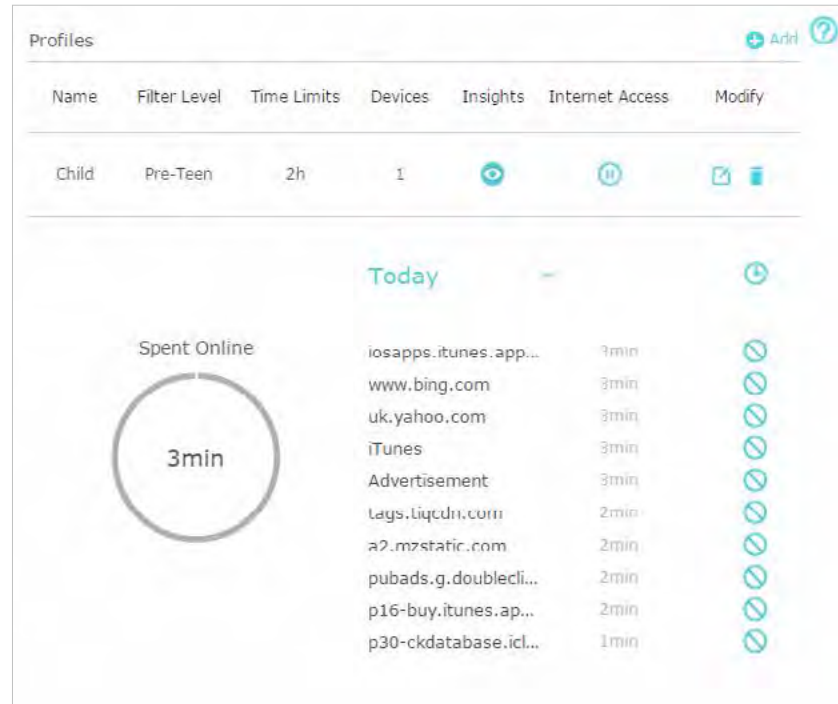 Profiles
Add
Name Filter Level Time Limits Devices Insights Internet Access Modify
Child Pre-Teen 2h 1
Today
Spent Online
3min
iosapps.itunes.app... 3min
www.bing.com 3min
uk.yahoo.com 3min
iTunes 3min
Advertisement 3min
tags.tiqcdn.com 2min
a2.mzstatic.com 2min
pubads.g.doublecli... 2min
p16-buy.itunes.ap... 2min
p30-ckdatabase.icl... 1min